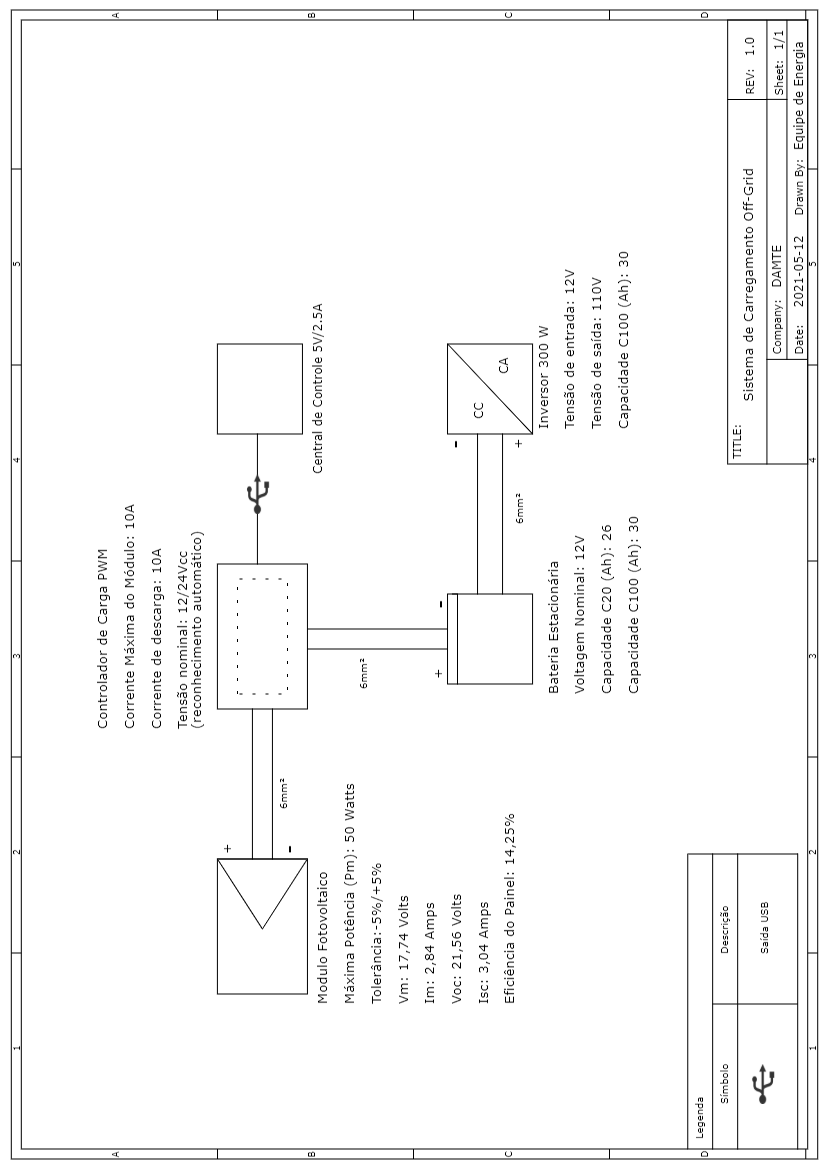 Controlador de Carga PWM
Corrente Máxima do Módulo: 10A
Corrente de descarga: 10A
Tensão nominal: 12/24Vcc
(reconhecimento automático)
+
-
6mm²
Modulo Fotovoltaico
Máxima Potência (Pm): 50 Watts
Tolerância:-5%/+5%
Vm: 17,74 Volts
Im: 2,84 Amps
Voc: 21,56 Volts
Isc: 3,04 Amps
Eficiência do Painel: 14,25%
Central de Controle 5V/2.5A
6mm²
+
-
Bateria Estacionária
Voltagem Nominal: 12V
Capacidade C20 (Ah): 26
Capacidade C100 (Ah): 30
-
+
6mm²
CC
CA
Inversor 300 W
Tensão de entrada: 12V
Tensão de saída: 110V
Capacidade C100 (Ah): 30
Legenda
Símbolo
Descrição
Saída USB
TITLE:
Sistema de Carregamento Off-Grid
REV: 1.0
Company: DAMTE
Sheet: 1/1
Date: 2021-05-12
Drawn By: Equipe de Energia
1
2
3
4
5
1
2
3
4
5
A
B
C
D
A
B
C
D